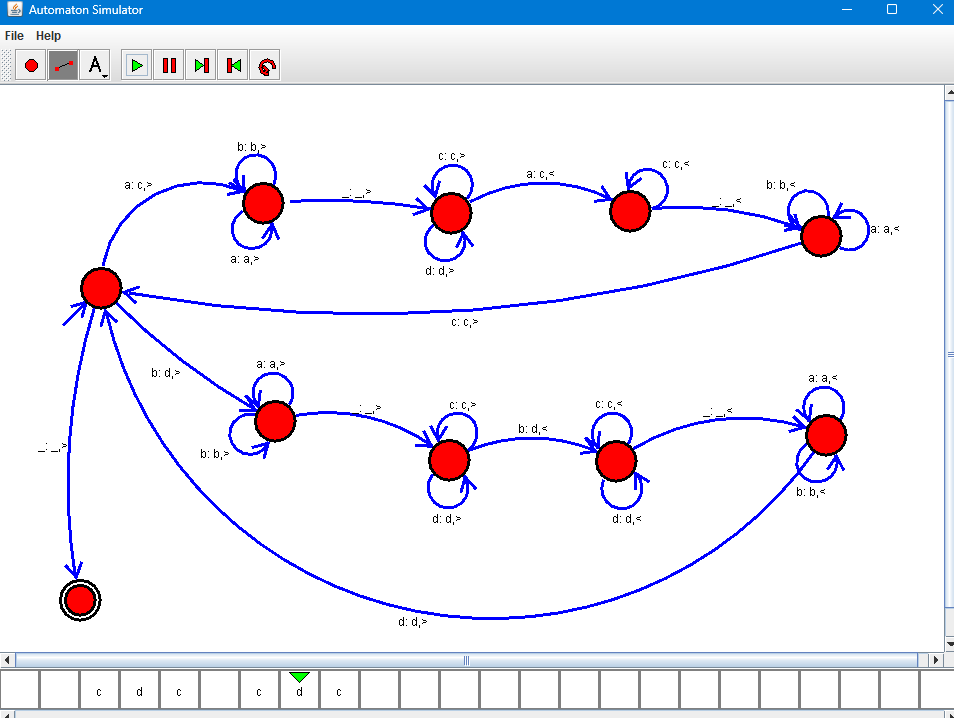 Automaton Simulator
File Help
A
b: b,>
c: c,>
c: c,<
a: c,>
_: _,>
a: c,<
_: _,<
b: b,<
a: a,<
a: a,>
d: d,>
c: c,>
a: a,>
b: d,>
a: a,<
c: c,>
c: c,<
_: _,>
_: _,<
b: d,<
_: _,>
b: b,>
b: b,<
d: d,>
d: d,<
d: d,>
c d c c d c